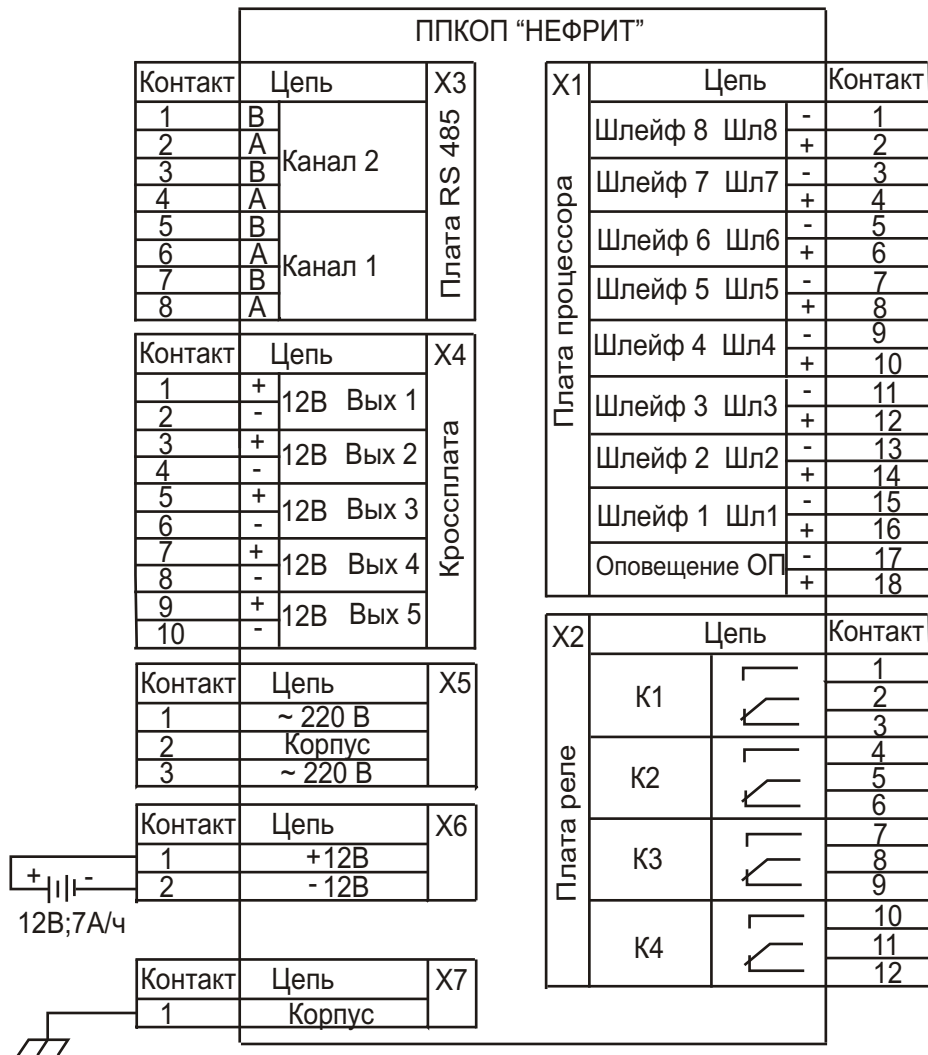 ППКОП “НЕФРИТ”
Контакт Цепь X3
1 B
2 A
3 B
4 A
Канал 2
5 B
6 A
7 B
8 A
Канал 1
Плата RS 485
Контакт Цепь X4
1 +
2 -
12В Вых 1
3 +
4 -
12В Вых 2
5 +
6 -
12В Вых 3
7 +
8 -
12В Вых 4
9 +
10 -
12В Вых 5
Кроссплата
Контакт Цепь X5
1 ~ 220 В
2 Корпус
3 ~ 220 В
Контакт Цепь X6
1 +12В
2 - 12В
+ -
12В;7А/ч
Контакт Цепь X7
1 Корпус
X1 Цепь Контакт
Плата процессора
Шлейф 8 Шл8
- 1
+ 2
Шлейф 7 Шл7
- 3
+ 4
Шлейф 6 Шл6
- 5
+ 6
Шлейф 5 Шл5
- 7
+ 8
Шлейф 4 Шл4
- 9
+ 10
Шлейф 3 Шл3
- 11
+ 12
Шлейф 2 Шл2
- 13
+ 14
Шлейф 1 Шл1
- 15
+ 16
Оповещение ОП
- 17
+ 18
X2 Цепь Контакт
Плата реле
К1
1
2
3
К2
4
5
6
К3
7
8
9
К4
10
11
12